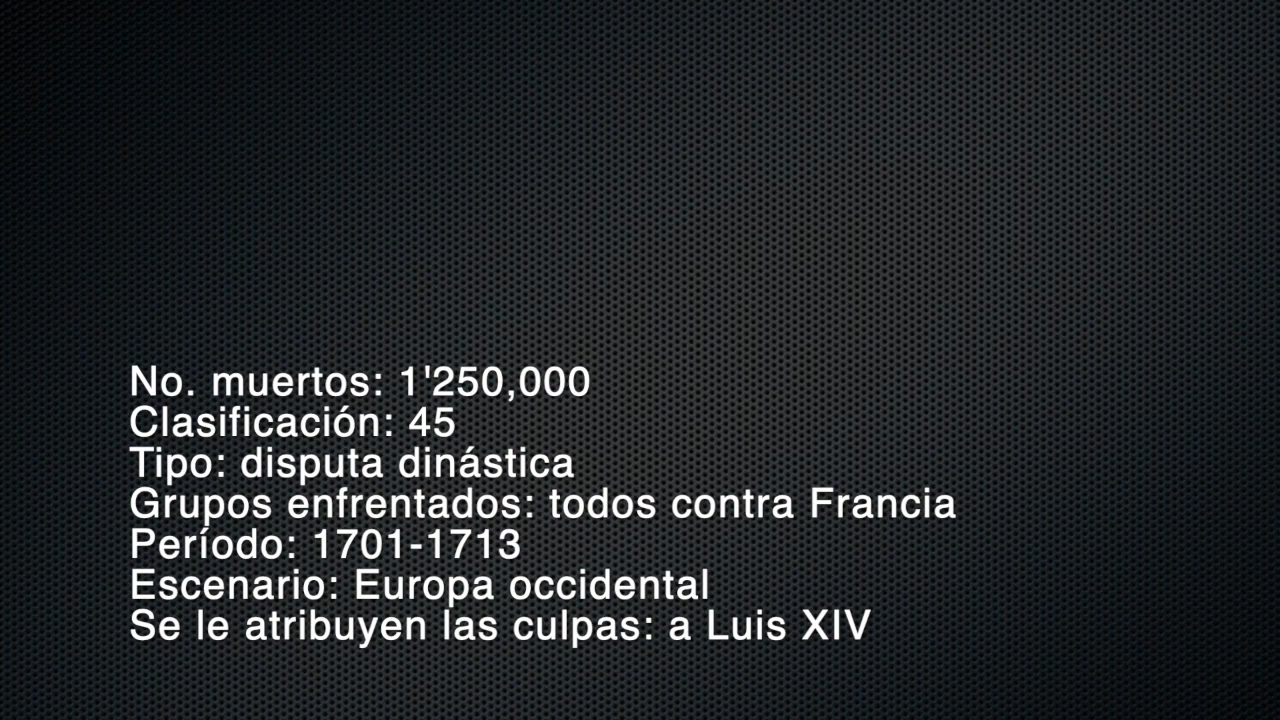 No. muertos: 1'250,000
Clasificación: 45
Tipo: disputa dinástica
Grupos enfrentados: todos contra Francia
Período: 1701-1713
Escenario: Europa occidental
Se le atribuyen las culpas: a Luis XIV